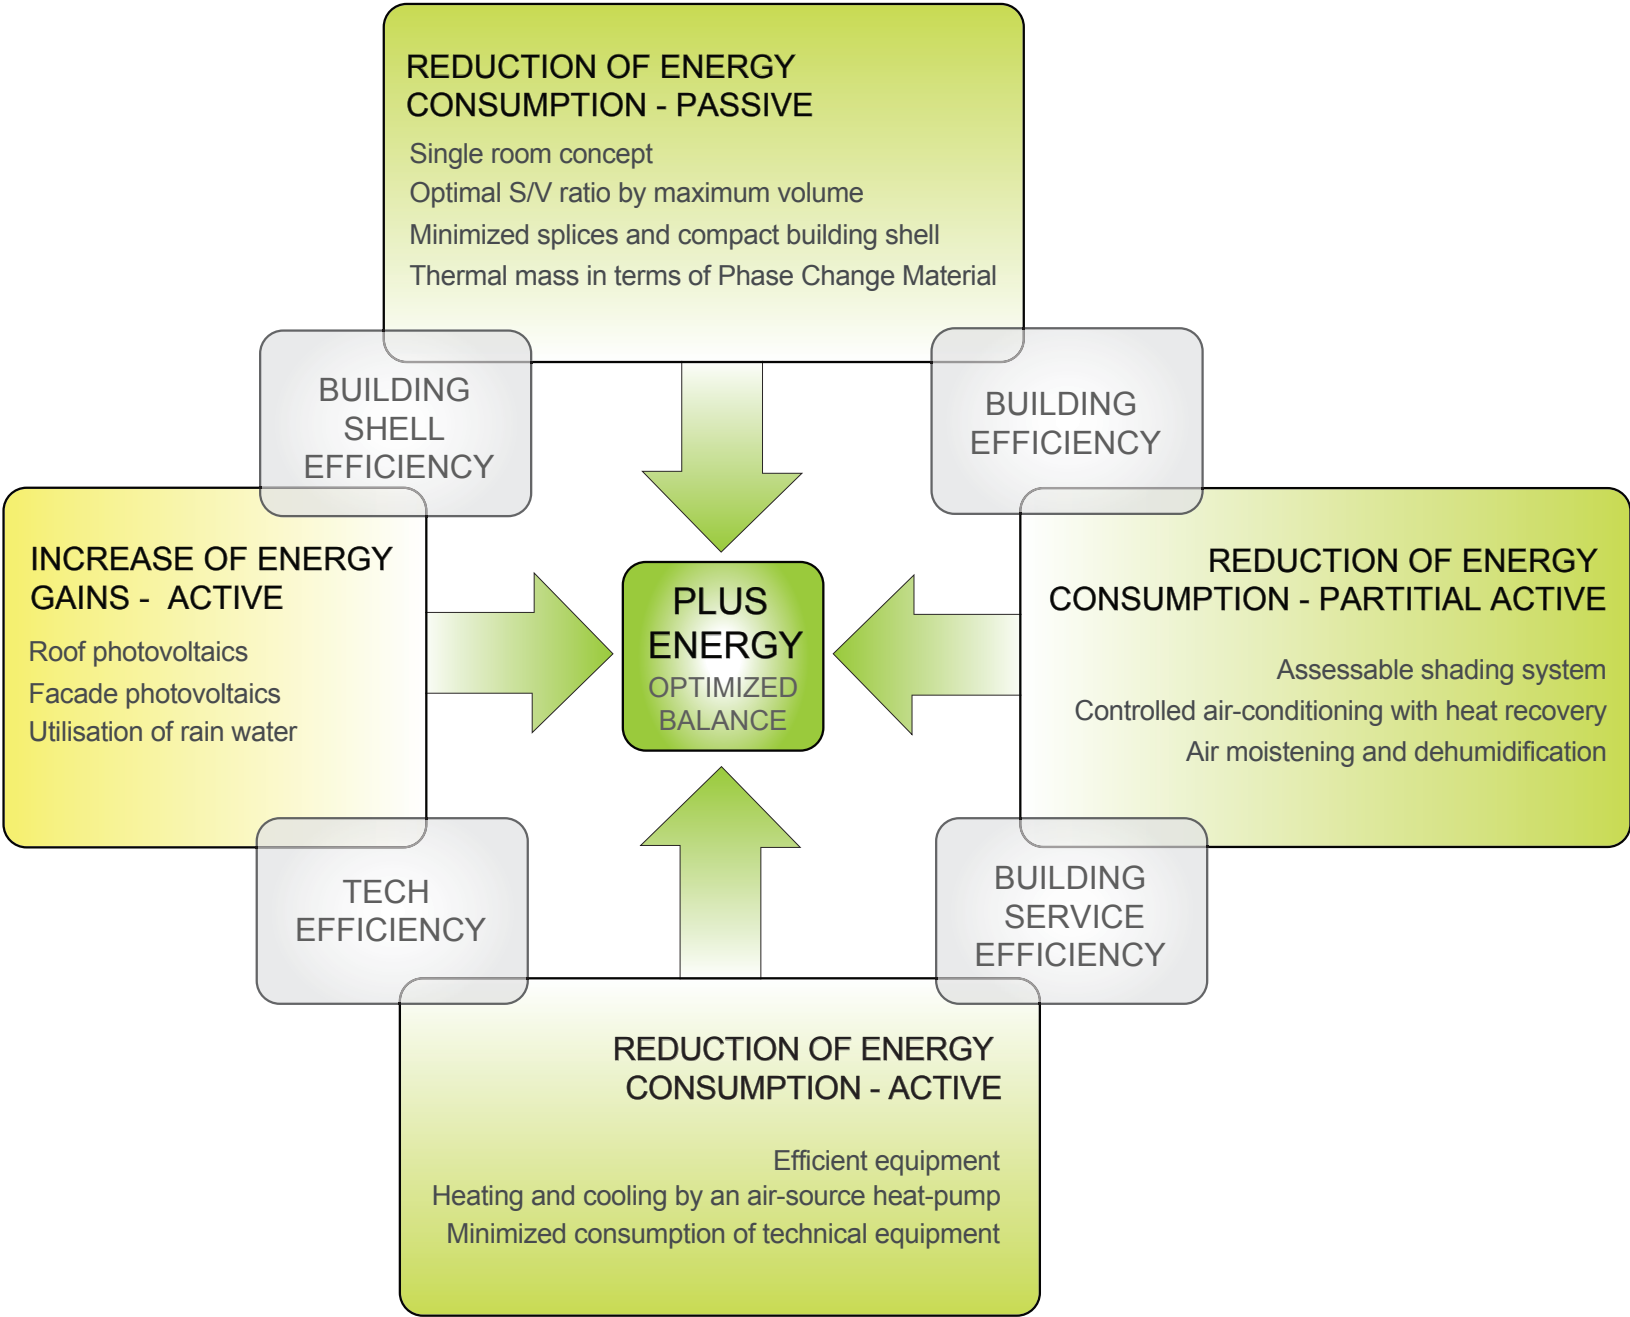 REDUCTION OF ENERGY
CONSUMPTION - PASSIVE
Single room concept
Optimal S/V ratio by maximum volume
Minimized splices and compact building shell
Thermal mass in terms of Phase Change Material
BUILDING
SHELL
EFFICIENCY
BUILDING
EFFICIENCY
INCREASE OF ENERGY
GAINS - ACTIVE
Roof photovoltaics
Facade photovoltaics
Utilisation of rain water
PLUS
ENERGY
OPTIMIZED
BALANCE
REDUCTION OF ENERGY
CONSUMPTION - PARTITIAL ACTIVE
Assessable shading system
Controlled air-conditioning with heat recovery
Air moistening and dehumidification
TECH
EFFICIENCY
BUILDING
SERVICE
EFFICIENCY
REDUCTION OF ENERGY
CONSUMPTION - ACTIVE
Efficient equipment
Heating and cooling by an air-source heat-pump
Minimized consumption of technical equipment